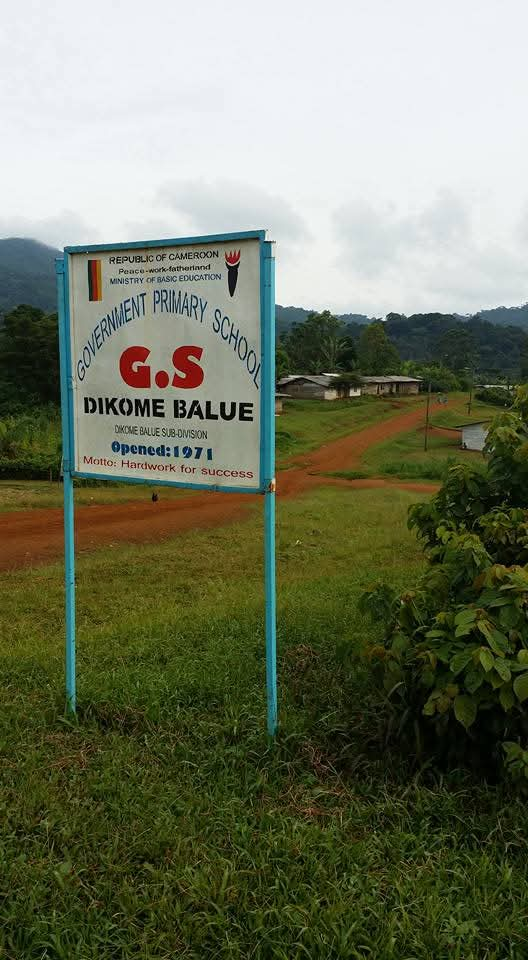 REPUBLIC OF CAMEROON
Peace-work-fatherland
MINISTRY OF BASIC EDUCATION
GOVERNMENT PRIMARY SCHOOL
G.S
DIKOME BALUE
DIKOME BALUE SUB-DIVISION
Opened:1971
Motto: Hardwork for success